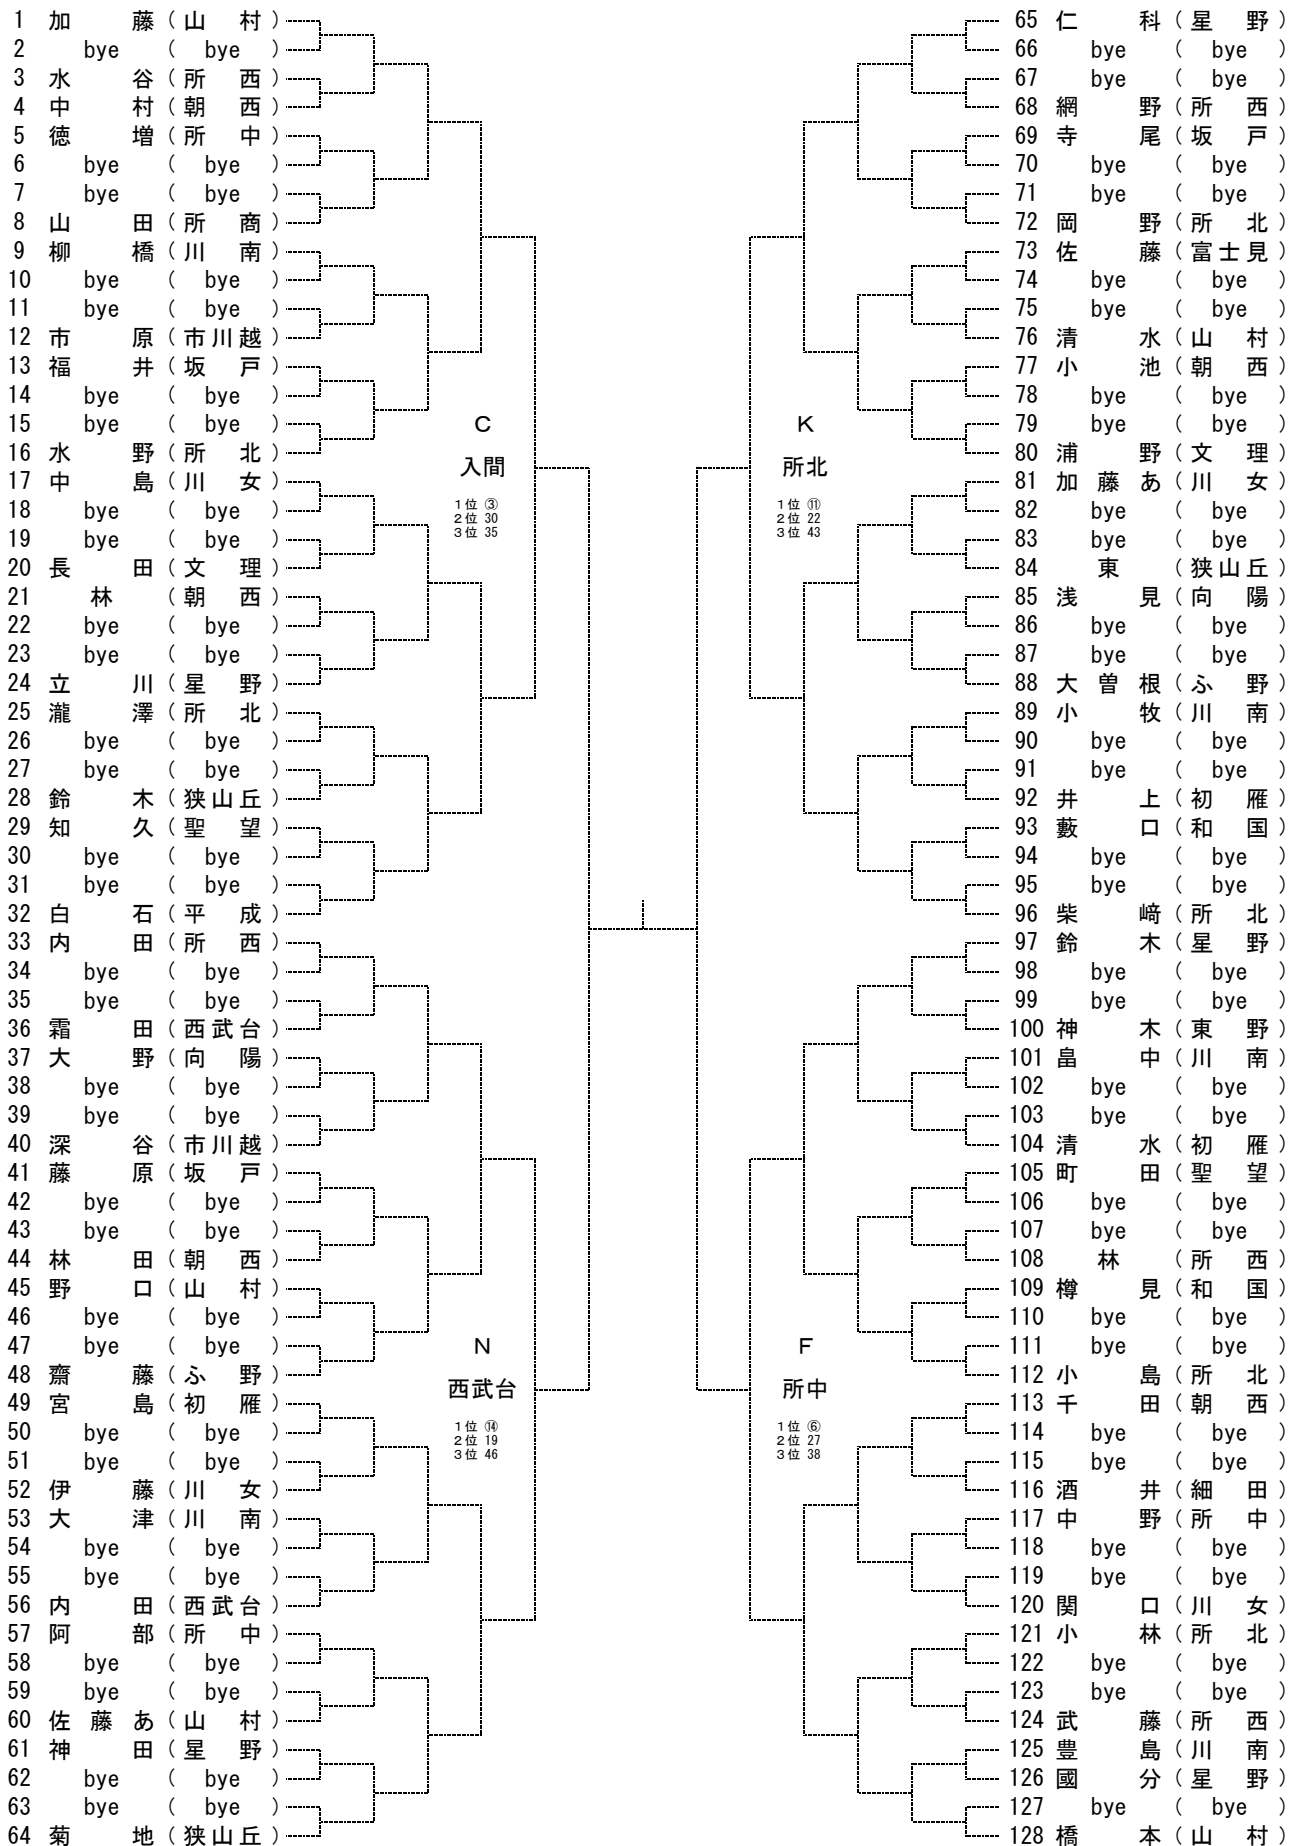 1 加 藤 ( 山 村 )
2 bye ( bye )
3 水 谷 ( 所 西 )
4 中 村 ( 朝 西 )
5 徳 増 ( 所 中 )
6 bye ( bye )
7 bye ( bye )
8 山 田 ( 所 商 )
9 柳 橋 ( 川 南 )
10 bye ( bye )
11 bye ( bye )
12 市 原 ( 市川越 )
13 福 井 ( 坂 戸 )
14 bye ( bye )
15 bye ( bye )
16 水 野 ( 所 北 )
17 中 島 ( 川 女 )
18 bye ( bye )
19 bye ( bye )
20 長 田 ( 文 理 )
21 林 ( 朝 西 )
22 bye ( bye )
23 bye ( bye )
24 立 川 ( 星 野 )
25 瀧 澤 ( 所 北 )
26 bye ( bye )
27 bye ( bye )
28 鈴 木 ( 狭山丘 )
29 知 久 ( 聖 望 )
30 bye ( bye )
31 bye ( bye )
32 白 石 ( 平 成 )
33 内 田 ( 所 西 )
34 bye ( bye )
35 bye ( bye )
36 霜 田 ( 西武台 )
37 大 野 ( 向 陽 )
38 bye ( bye )
39 bye ( bye )
40 深 谷 ( 市川越 )
41 藤 原 ( 坂 戸 )
42 bye ( bye )
43 bye ( bye )
44 林 田 ( 朝 西 )
45 野 口 ( 山 村 )
46 bye ( bye )
47 bye ( bye )
48 齋 藤 ( ふ 野 )
49 宮 島 ( 初 雁 )
50 bye ( bye )
51 bye ( bye )
52 伊 藤 ( 川 女 )
53 大 津 ( 川 南 )
54 bye ( bye )
55 bye ( bye )
56 内 田 ( 西武台 )
57 阿 部 ( 所 中 )
58 bye ( bye )
59 bye ( bye )
60 佐 藤 あ ( 山 村 )
61 神 田 ( 星 野 )
62 bye ( bye )
63 bye ( bye )
64 菊 地 ( 狭山丘 )
C
入間
1位 ③
2位 30
3位 35
N
西武台
1位 ⑭
2位 19
3位 46
K
所北
1位 ⑪
2位 22
3位 43
F
所中
1位 ⑥
2位 27
3位 38
65 仁 科 ( 星 野 )
66 bye ( bye )
67 bye ( bye )
68 網 野 ( 所 西 )
69 寺 尾 ( 坂 戸 )
70 bye ( bye )
71 bye ( bye )
72 岡 野 ( 所 北 )
73 佐 藤 ( 富士見 )
74 bye ( bye )
75 bye ( bye )
76 清 水 ( 山 村 )
77 小 池 ( 朝 西 )
78 bye ( bye )
79 bye ( bye )
80 浦 野 ( 文 理 )
81 加 藤 あ ( 川 女 )
82 bye ( bye )
83 bye ( bye )
84 東 ( 狭山丘 )
85 浅 見 ( 向 陽 )
86 bye ( bye )
87 bye ( bye )
88 大 曽 根 ( ふ 野 )
89 小 牧 ( 川 南 )
90 bye ( bye )
91 bye ( bye )
92 井 上 ( 初 雁 )
93 藪 口 ( 和 国 )
94 bye ( bye )
95 bye ( bye )
96 柴 﨑 ( 所 北 )
97 鈴 木 ( 星 野 )
98 bye ( bye )
99 bye ( bye )
100 神 木 ( 東 野 )
101 畠 中 ( 川 南 )
102 bye ( bye )
103 bye ( bye )
104 清 水 ( 初 雁 )
105 町 田 ( 聖 望 )
106 bye ( bye )
107 bye ( bye )
108 林 ( 所 西 )
109 樽 見 ( 和 国 )
110 bye ( bye )
111 bye ( bye )
112 小 島 ( 所 北 )
113 千 田 ( 朝 西 )
114 bye ( bye )
115 bye ( bye )
116 酒 井 ( 細 田 )
117 中 野 ( 所 中 )
118 bye ( bye )
119 bye ( bye )
120 関 口 ( 川 女 )
121 小 林 ( 所 北 )
122 bye ( bye )
123 bye ( bye )
124 武 藤 ( 所 西 )
125 豊 島 ( 川 南 )
126 國 分 ( 星 野 )
127 bye ( bye )
128 橋 本 ( 山 村 )